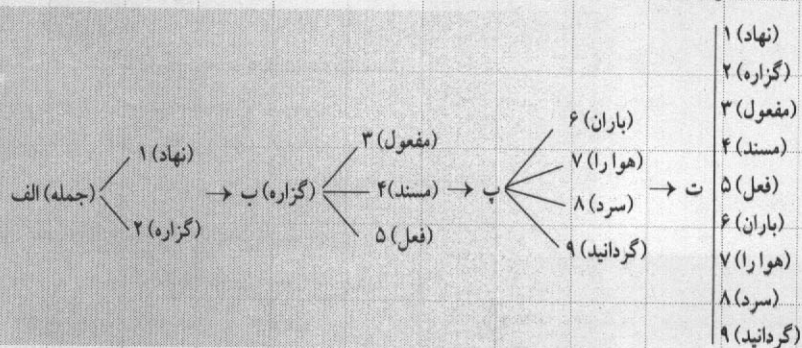 (جمله) الف
(نهاد) ۱
(گزاره) ۲
→
(گزاره) ب
(مفعول) ۳
(مسند) ۴
(فعل) ۵
→
پ
(باران) ۶
(هوا را) ۷
(سرد) ۸
(گردانید) ۹
→
ت
(نهاد) ۱
(گزاره) ۲
(مفعول) ۳
(مسند) ۴
(فعل) ۵
(باران) ۶
(هوا را) ۷
(سرد) ۸
(گردانید) ۹